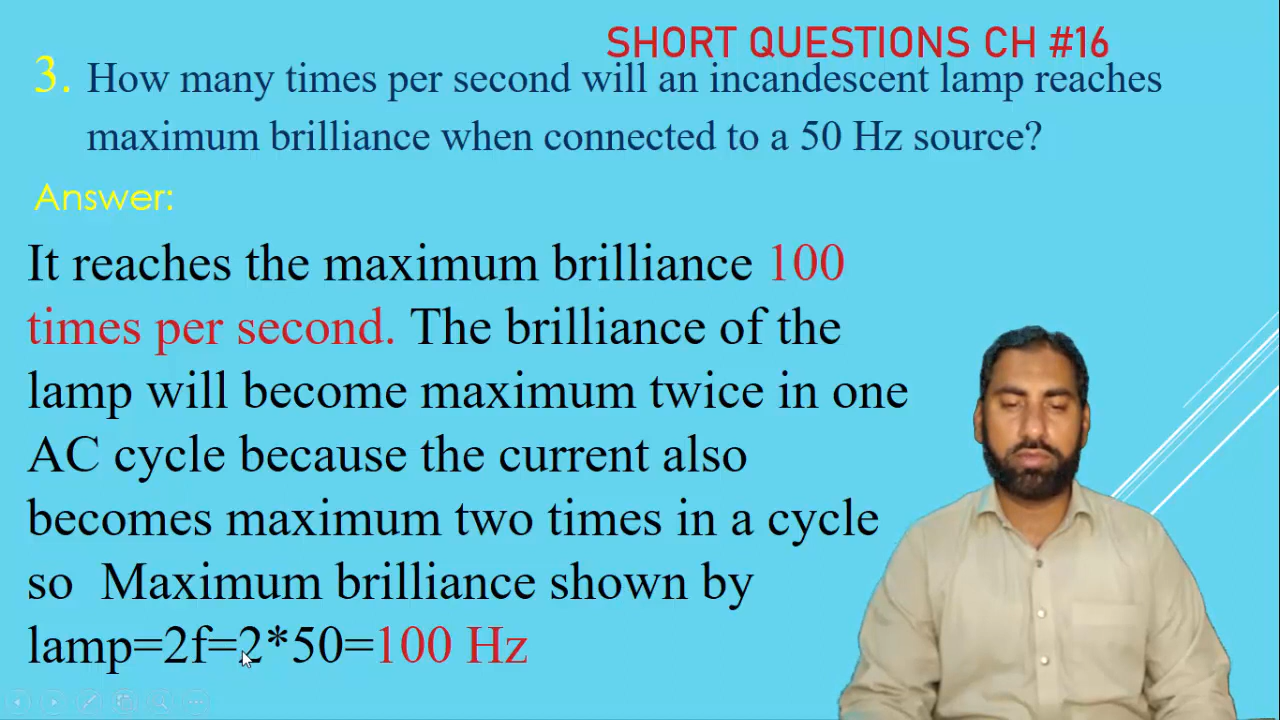 SHORT QUESTIONS CH #16
3. How many times per second will an incandescent lamp reaches
maximum brilliance when connected to a 50 Hz source?
Answer:
It reaches the maximum brilliance 100
times per second. The brilliance of the
lamp will become maximum twice in one
AC cycle because the current also
becomes maximum two times in a cycle
so Maximum brilliance shown by
lamp=2f=2*50=100 Hz